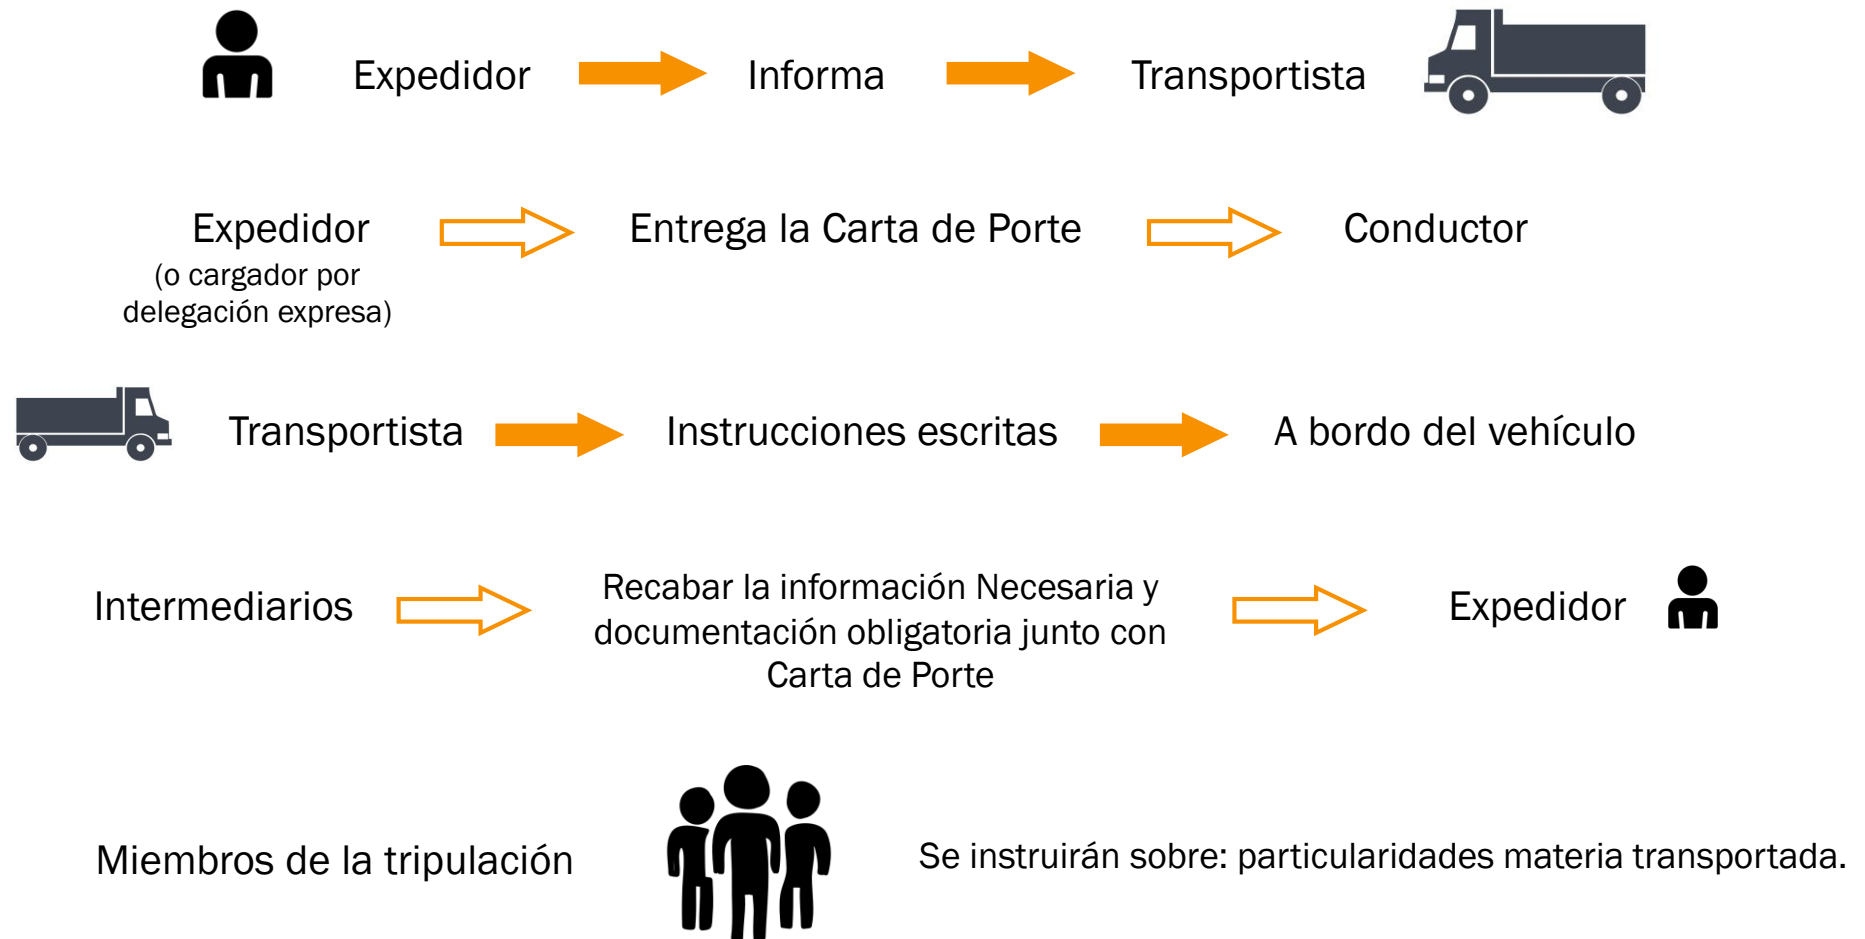 Expedidor
Informa
Transportista
Expedidor
(o cargador por
delegación expresa)
Entrega la Carta de Porte
Conductor
Transportista
Instrucciones escritas
A bordo del vehículo
Intermediarios
Recabar la información Necesaria y
documentación obligatoria junto con
Carta de Porte
Expedidor
Miembros de la tripulación
Se instruirán sobre: particularidades materia transportada.